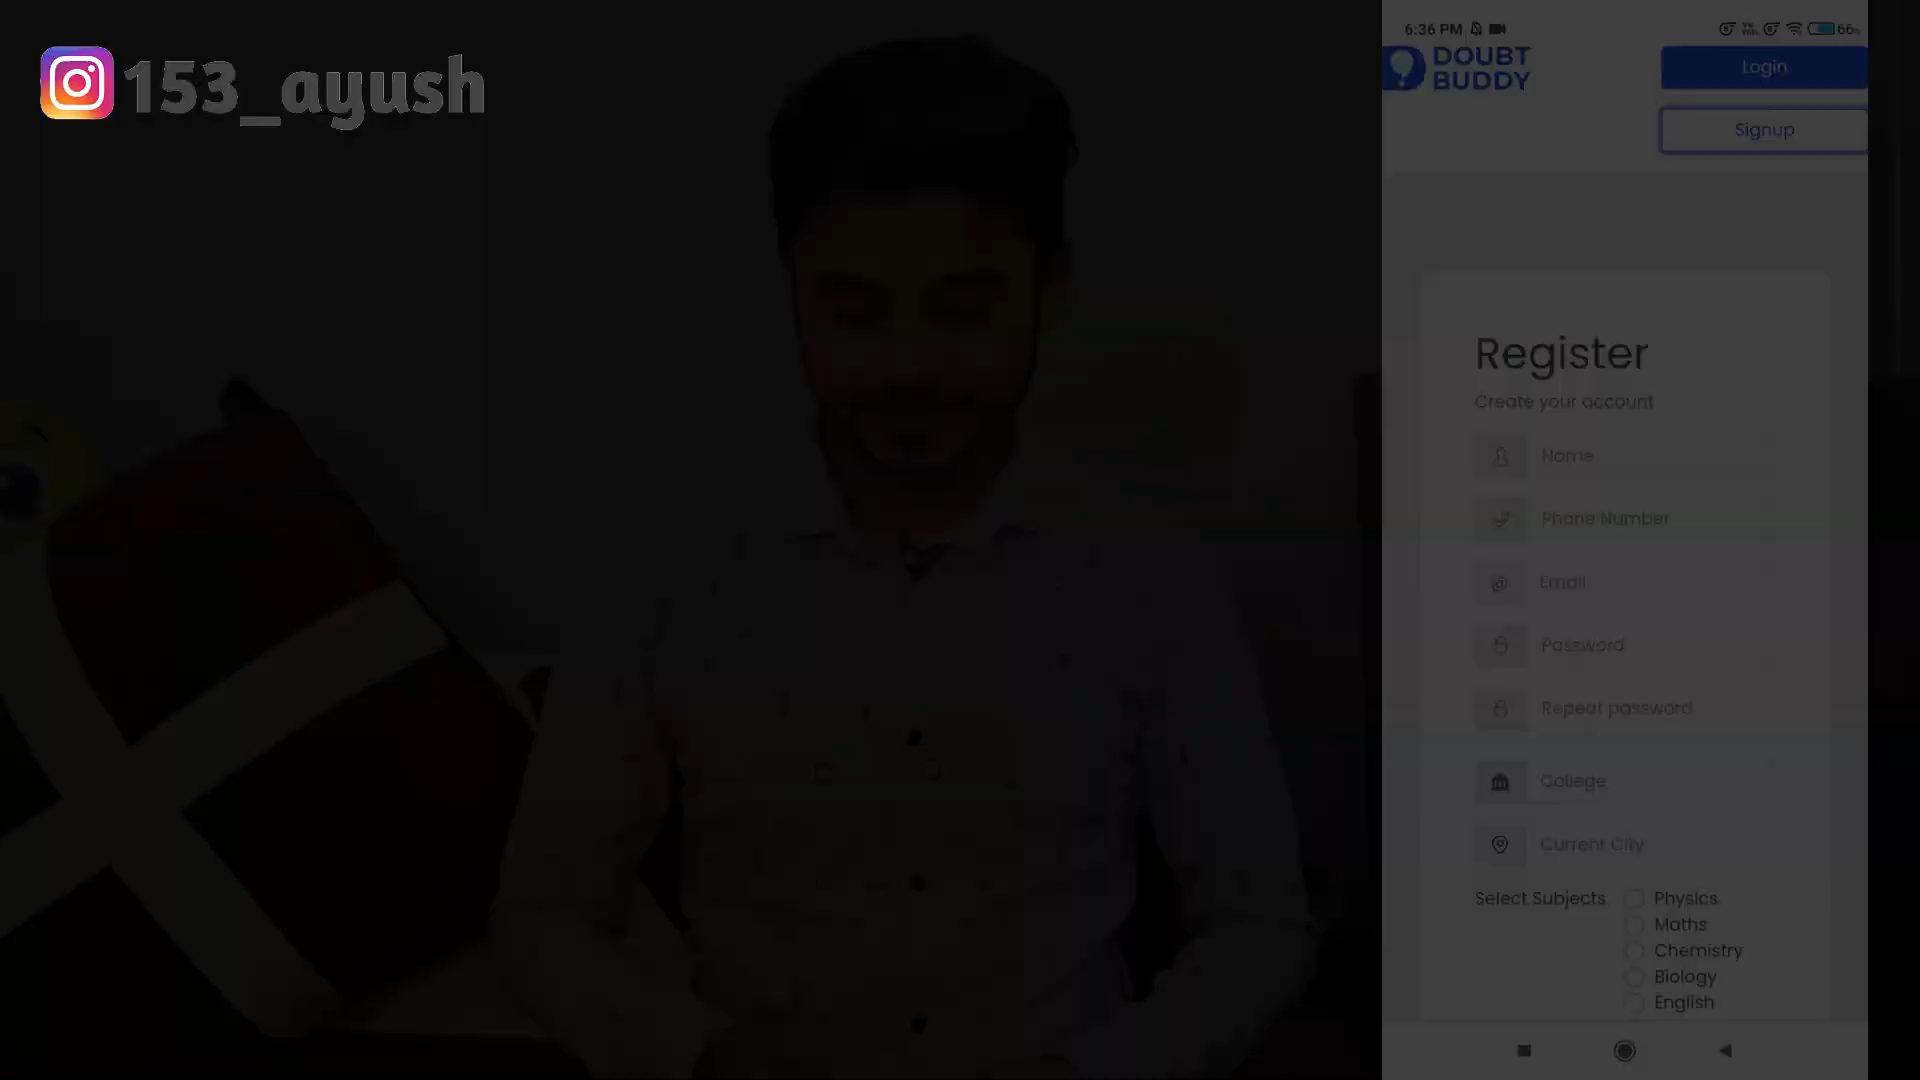 153_ayush
6:36 PM
66
DOUBT
BUDDY
Login
Signup
Register
Create your account
Name
Phone Number
@ Email
Password
Repeat password
College
Current City
Select Subjects
Physics
Maths
Chemistry
Biology
English